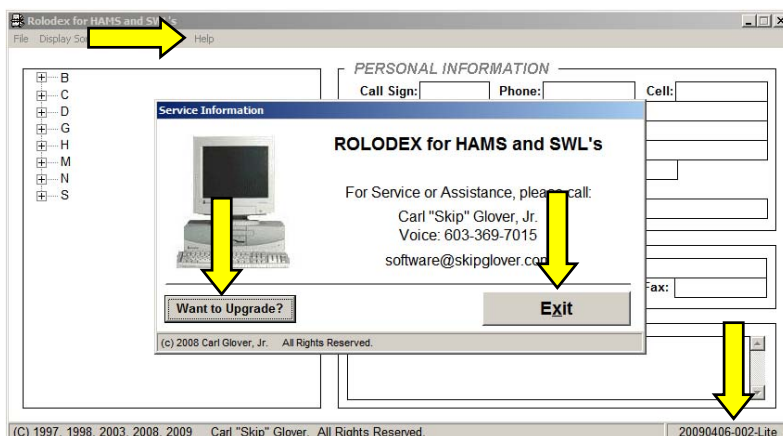 Rolodex for HAMS and SWL's
File Display Help
PERSONAL INFORMATION
Call Sign: Phone: Cell:
B
C
D
G
H
M
N
S
Service Information
ROLODEX for HAMS and SWL's
For Service or Assistance, please call:
Carl "Skip" Glover, Jr.
Voice: 603-369-7015
software@skipglover.com
Fax:
Want to Upgrade? Exit
(c) 2008 Carl Glover, Jr. All Rights Reserved.
(C) 1997, 1998, 2003, 2008, 2009 Carl "Skip" Glover, All Rights Reserved. 20090406-002-Lite